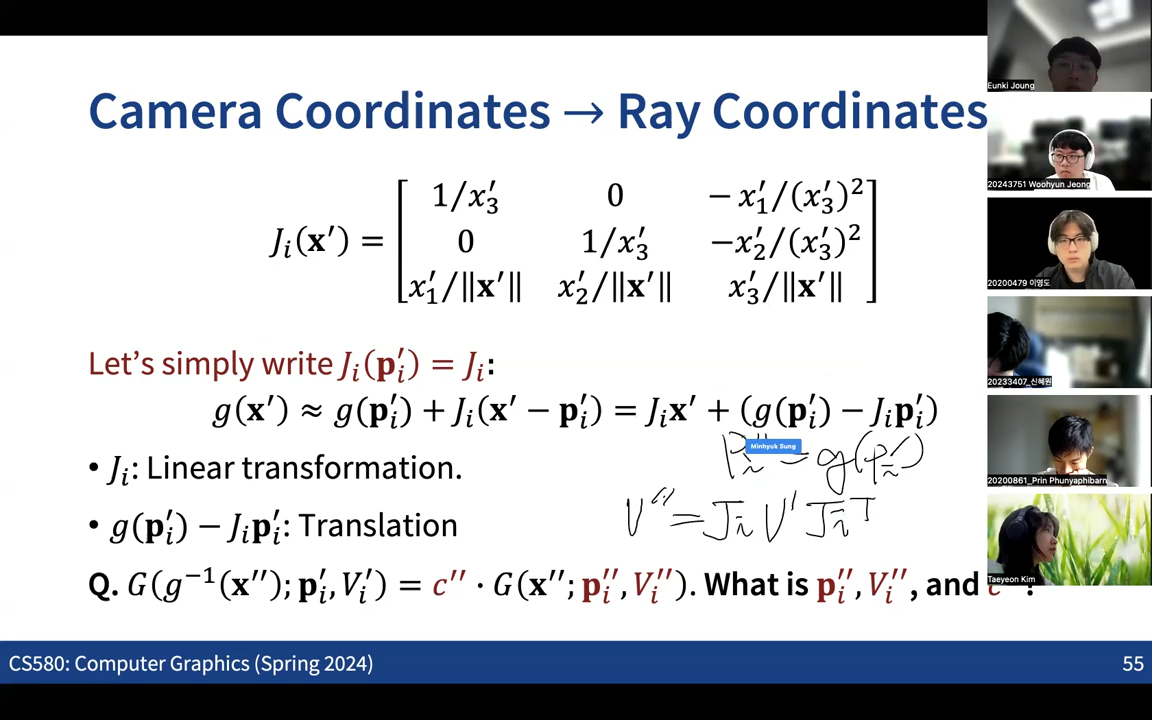 Camera Coordinates → Ray Coordinates
J_i(x′) = [ 1/x′_3 0 − x′_1/(x′_3)^2
0 1/x′_3 −x′_2/(x′_3)^2
x′_1/‖x′‖ x′_2/‖x′‖ x′_3/‖x′‖ ]
Let's simply write J_i(p′_i) = J_i:
g(x′) ≈ g(p′_i) + J_i(x′ − p′_i) = J_i x′ + (g(p′_i) − J_i p′_i)
p″_i = g(p′_i)
Minhyuk Sung
• J_i: Linear transformation.
V″ = J_i V′ J_i^T
• g(p′_i) − J_i p′_i: Translation
Q. G(g^−1(x″); p′_i, V′_i) = c″ · G(x″; p″_i, V″_i). What is p″_i, V″_i, and c″?
CS580: Computer Graphics (Spring 2024)
55
Eunki Joung
20243751 Woohyun Jeong
20200479 이영도
20233407_신혜원
20200861_Prin Phunyaphibarn
Taeyeon Kim